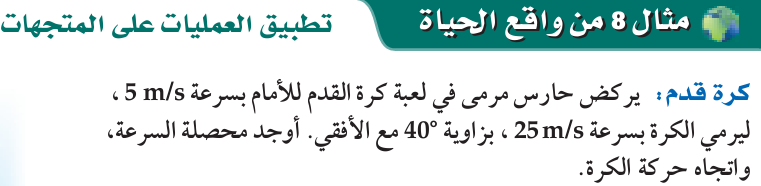 مثال 8 من واقع الحياة تطبيق العمليات على المتجهات
كرة قدم: يركض حارس مرمى في لعبة كرة القدم للأمام بسرعة 5 m/s ،
ليرمي الكرة بسرعة 25 m/s ، بزاوية 40° مع الأفقي. أوجد محصلة السرعة،
واتجاه حركة الكرة.